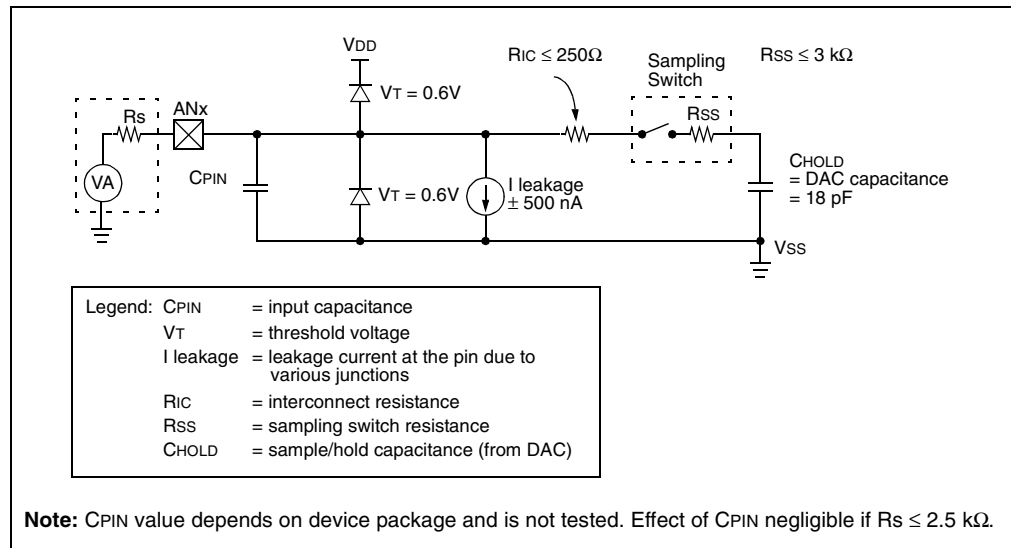 VDD
RIC ≤ 250Ω
RSS ≤ 3 kΩ
Sampling
Switch
VT = 0.6V
Rs
ANx
RSS
VA
CPIN
VT = 0.6V
I leakage
± 500 nA
CHOLD
= DAC capacitance
= 18 pF
VSS
Legend: CPIN = input capacitance
VT = threshold voltage
I leakage = leakage current at the pin due to
various junctions
RIC = interconnect resistance
RSS = sampling switch resistance
CHOLD = sample/hold capacitance (from DAC)
Note: CPIN value depends on device package and is not tested. Effect of CPIN negligible if Rs ≤ 2.5 kΩ.